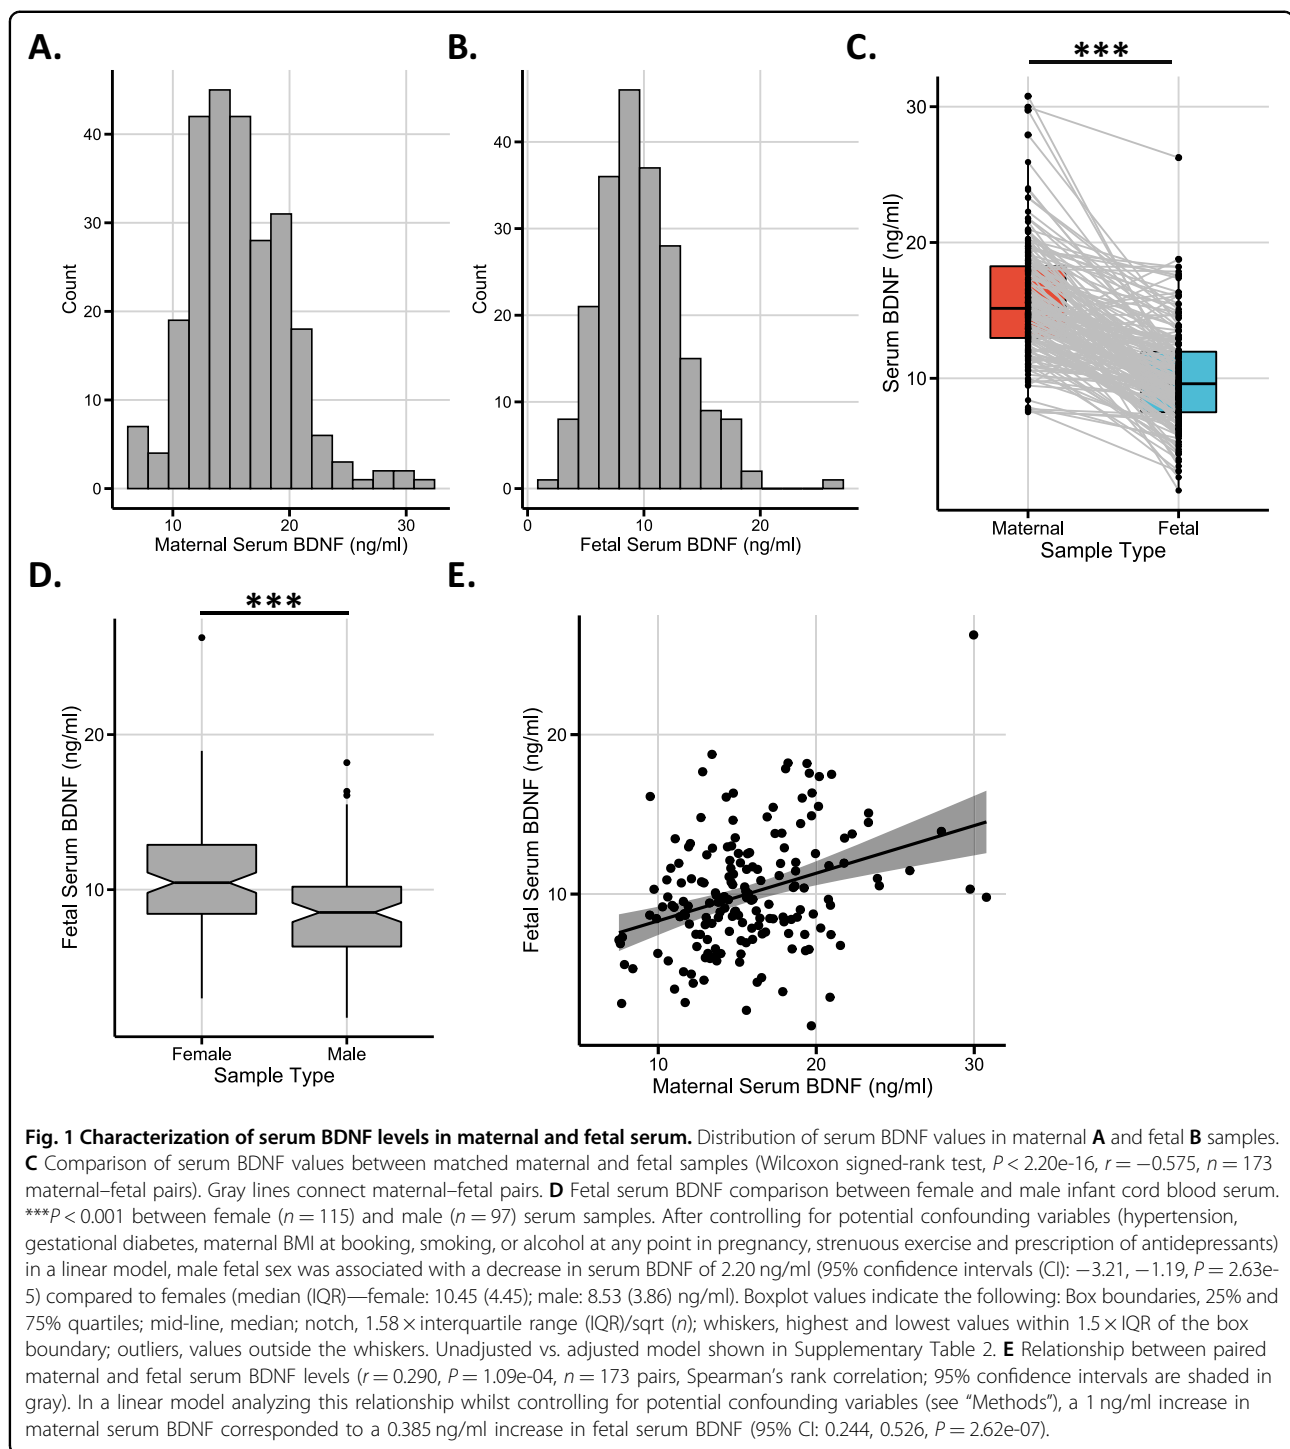 A.
40
30
20
10
0
Count
10
20
30
Maternal Serum BDNF (ng/ml)
B.
40
30
20
10
0
Count
0
10
20
Fetal Serum BDNF (ng/ml)
C.
***
30
20
10
Serum BDNF (ng/ml)
Maternal
Fetal
Sample Type
D.
***
20
10
Fetal Serum BDNF (ng/ml)
Female
Male
Sample Type
E.
20
10
Fetal Serum BDNF (ng/ml)
10
20
30
Maternal Serum BDNF (ng/ml)
Fig. 1 Characterization of serum BDNF levels in maternal and fetal serum. Distribution of serum BDNF values in maternal A and fetal B samples.
C Comparison of serum BDNF values between matched maternal and fetal samples (Wilcoxon signed-rank test, P < 2.20e-16, r = −0.575, n = 173
maternal–fetal pairs). Gray lines connect maternal–fetal pairs. D Fetal serum BDNF comparison between female and male infant cord blood serum.
***P < 0.001 between female (n = 115) and male (n = 97) serum samples. After controlling for potential confounding variables (hypertension,
gestational diabetes, maternal BMI at booking, smoking, or alcohol at any point in pregnancy, strenuous exercise and prescription of antidepressants)
in a linear model, male fetal sex was associated with a decrease in serum BDNF of 2.20 ng/ml (95% confidence intervals (CI): −3.21, −1.19, P = 2.63e-
5) compared to females (median (IQR)—female: 10.45 (4.45); male: 8.53 (3.86) ng/ml). Boxplot values indicate the following: Box boundaries, 25% and
75% quartiles; mid-line, median; notch, 1.58 × interquartile range (IQR)/sqrt (n); whiskers, highest and lowest values within 1.5 × IQR of the box
boundary; outliers, values outside the whiskers. Unadjusted vs. adjusted model shown in Supplementary Table 2. E Relationship between paired
maternal and fetal serum BDNF levels (r = 0.290, P = 1.09e-04, n = 173 pairs, Spearman's rank correlation; 95% confidence intervals are shaded in
gray). In a linear model analyzing this relationship whilst controlling for potential confounding variables (see "Methods"), a 1 ng/ml increase in
maternal serum BDNF corresponded to a 0.385 ng/ml increase in fetal serum BDNF (95% CI: 0.244, 0.526, P = 2.62e-07).